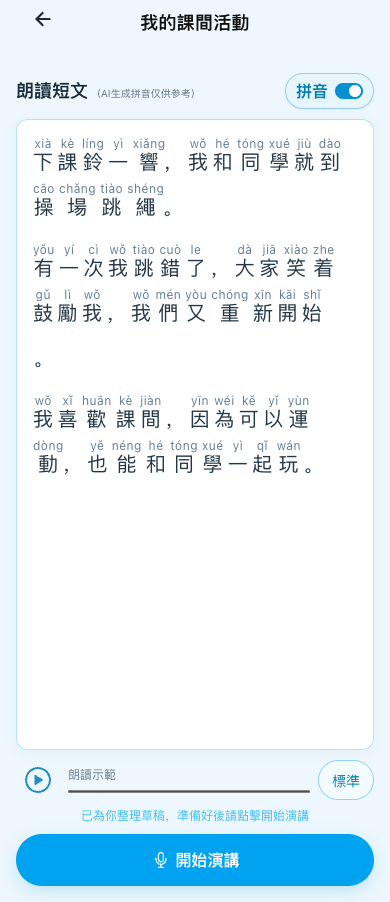 我的課間活動
朗讀短文 (AI生成拼音仅供参考) 拼音
xià kè líng yì xiǎng wǒ hé tóng xué jiù dào
下課鈴一響，我和同學就到
cāo chǎng tiào shéng
操場跳繩。
yǒu yí cì wǒ tiào cuò le dà jiā xiào zhe
有一次我跳錯了，大家笑着
gǔ lì wǒ wǒ mén yòu chóng xīn kāi shǐ
鼓勵我，我們又重新開始
。
wǒ xǐ huān kè jiàn yīn wéi kě yǐ yùn
我喜歡課間，因為可以運
dòng yě néng hé tóng xué yì qǐ wán
動，也能和同學一起玩。
朗讀示範
標準
已為你整理草稿，準備好後請點擊開始演講
開始演講